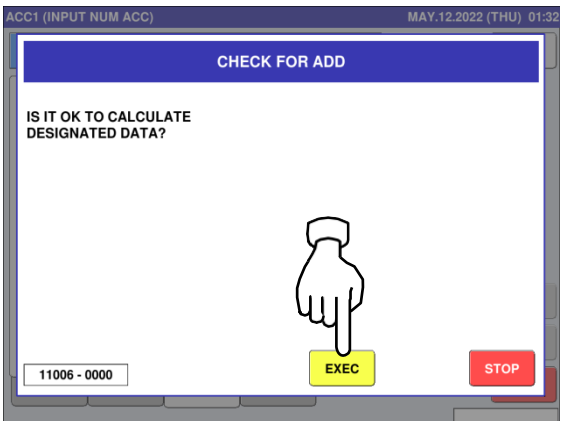 ACC1 (INPUT NUM ACC) MAY.12.2022 (THU) 01:32
CHECK FOR ADD
IS IT OK TO CALCULATE
DESIGNATED DATA?
11006 - 0000 EXEC STOP